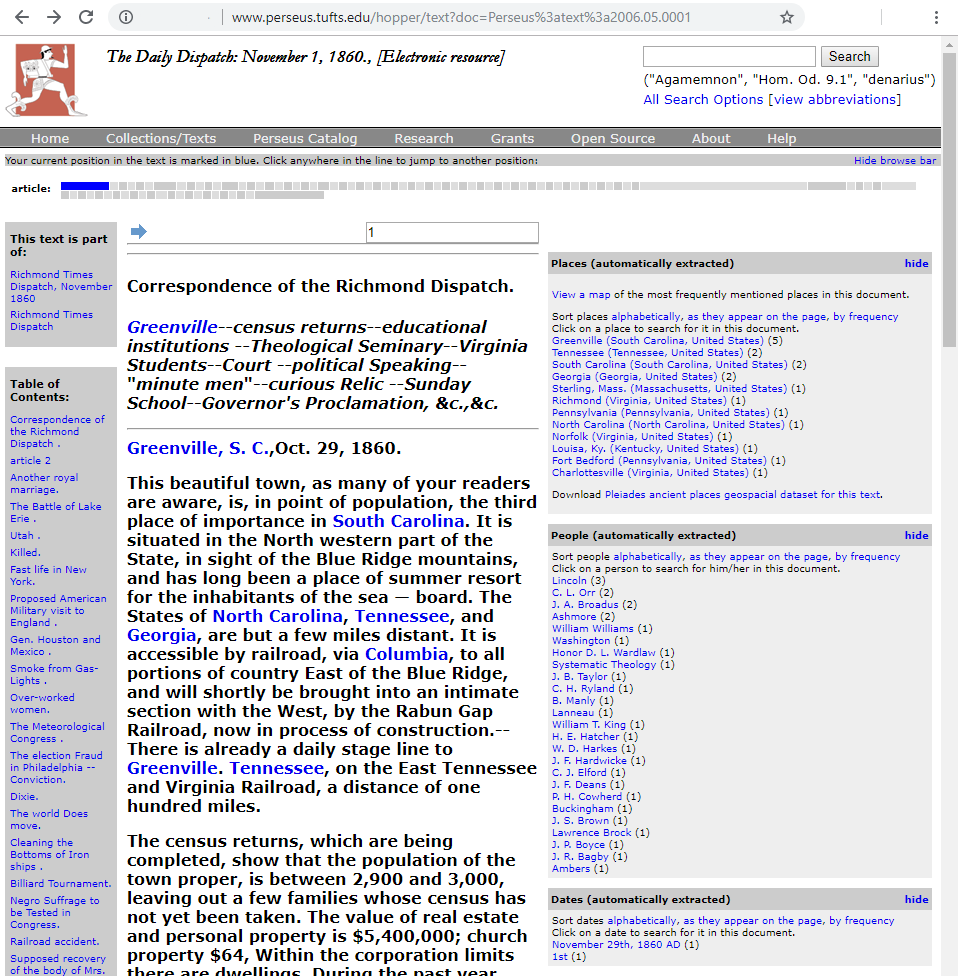 www.perseus.tufts.edu/hopper/text?doc=Perseus%3atext%3a2006.05.0001
The Daily Dispatch: November 1, 1860., [Electronic resource]
Search
("Agamemnon", "Hom. Od. 9.1", "denarius")
All Search Options [view abbreviations]
Home Collections/Texts Perseus Catalog Research Grants Open Source About Help
Your current position in the text is marked in blue. Click anywhere in the line to jump to another position:
Hide browse bar
article:
This text is part
of:
Richmond Times
Dispatch, November
1860
Richmond Times
Dispatch
Table of
Contents:
Correspondence of
the Richmond
Dispatch .
article 2
Another royal
marriage.
The Battle of Lake
Erie .
Utah .
Killed.
Fast life in New
York.
Proposed American
Military visit to
England .
Gen. Houston and
Mexico .
Smoke from Gas-
Lights .
Over-worked
women.
The Meteorological
Congress .
The election Fraud
in Philadelphia --
Conviction.
Dixie.
The world Does
move.
Cleaning the
Bottoms of Iron
ships .
Billiard Tournament.
Negro Suffrage to
be Tested in
Congress.
Railroad accident.
Supposed recovery
of the body of Mrs.
1
Correspondence of the Richmond Dispatch.
Greenville--census returns--educational
institutions --Theological Seminary--Virginia
Students--Court --political Speaking--
"minute men"--curious Relic --Sunday
School--Governor's Proclamation, &c.,&c.
Greenville, S. C.,Oct. 29, 1860.
This beautiful town, as many of your readers
are aware, is, in point of population, the third
place of importance in South Carolina. It is
situated in the North western part of the
State, in sight of the Blue Ridge mountains,
and has long been a place of summer resort
for the inhabitants of the sea — board. The
States of North Carolina, Tennessee, and
Georgia, are but a few miles distant. It is
accessible by railroad, via Columbia, to all
portions of country East of the Blue Ridge,
and will shortly be brought into an intimate
section with the West, by the Rabun Gap
Railroad, now in process of construction.--
There is already a daily stage line to
Greenville. Tennessee, on the East Tennessee
and Virginia Railroad, a distance of one
hundred miles.
The census returns, which are being
completed, show that the population of the
town proper, is between 2,900 and 3,000,
leaving out a few families whose census has
not yet been taken. The value of real estate
and personal property is $5,400,000; church
property $64, Within the corporation limits
there are dwellings. During the past year
Places (automatically extracted)
hide
View a map of the most frequently mentioned places in this document.
Sort places alphabetically, as they appear on the page, by frequency
Click on a place to search for it in this document.
Greenville (South Carolina, United States) (5)
Tennessee (Tennessee, United States) (2)
South Carolina (South Carolina, United States) (2)
Georgia (Georgia, United States) (2)
Sterling, Mass. (Massachusetts, United States) (1)
Richmond (Virginia, United States) (1)
Pennsylvania (Pennsylvania, United States) (1)
North Carolina (North Carolina, United States) (1)
Norfolk (Virginia, United States) (1)
Louisa, Ky. (Kentucky, United States) (1)
Fort Bedford (Pennsylvania, United States) (1)
Charlottesville (Virginia, United States) (1)
Download Pleiades ancient places geospacial dataset for this text.
People (automatically extracted)
hide
Sort people alphabetically, as they appear on the page, by frequency
Click on a person to search for him/her in this document.
Lincoln (3)
C. L. Orr (2)
J. A. Broadus (2)
Ashmore (2)
William Williams (1)
Washington (1)
Honor D. L. Wardlaw (1)
Systematic Theology (1)
J. B. Taylor (1)
C. H. Ryland (1)
B. Manly (1)
Lanneau (1)
William T. King (1)
H. E. Hatcher (1)
W. D. Harkes (1)
J. F. Hardwicke (1)
C. J. Elford (1)
J. F. Deans (1)
P. H. Cowherd (1)
Buckingham (1)
J. S. Brown (1)
Lawrence Brock (1)
J. P. Boyce (1)
J. R. Bagby (1)
Ambers (1)
Dates (automatically extracted)
hide
Sort dates alphabetically, as they appear on the page, by frequency
Click on a date to search for it in this document.
November 29th, 1860 AD (1)
1st (1)